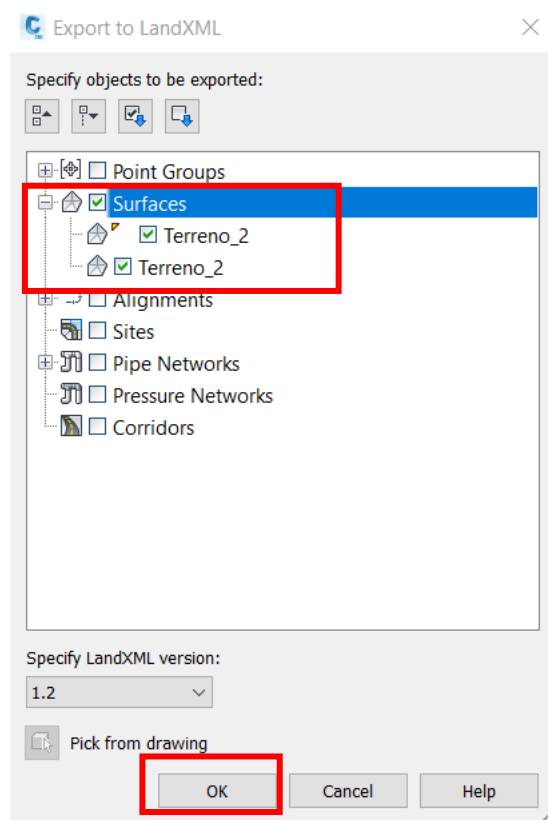 Export to LandXML
Specify objects to be exported:
Point Groups
Surfaces
Terreno_2
Terreno_2
Alignments
Sites
Pipe Networks
Pressure Networks
Corridors
Specify LandXML version:
1.2
Pick from drawing
OK Cancel Help